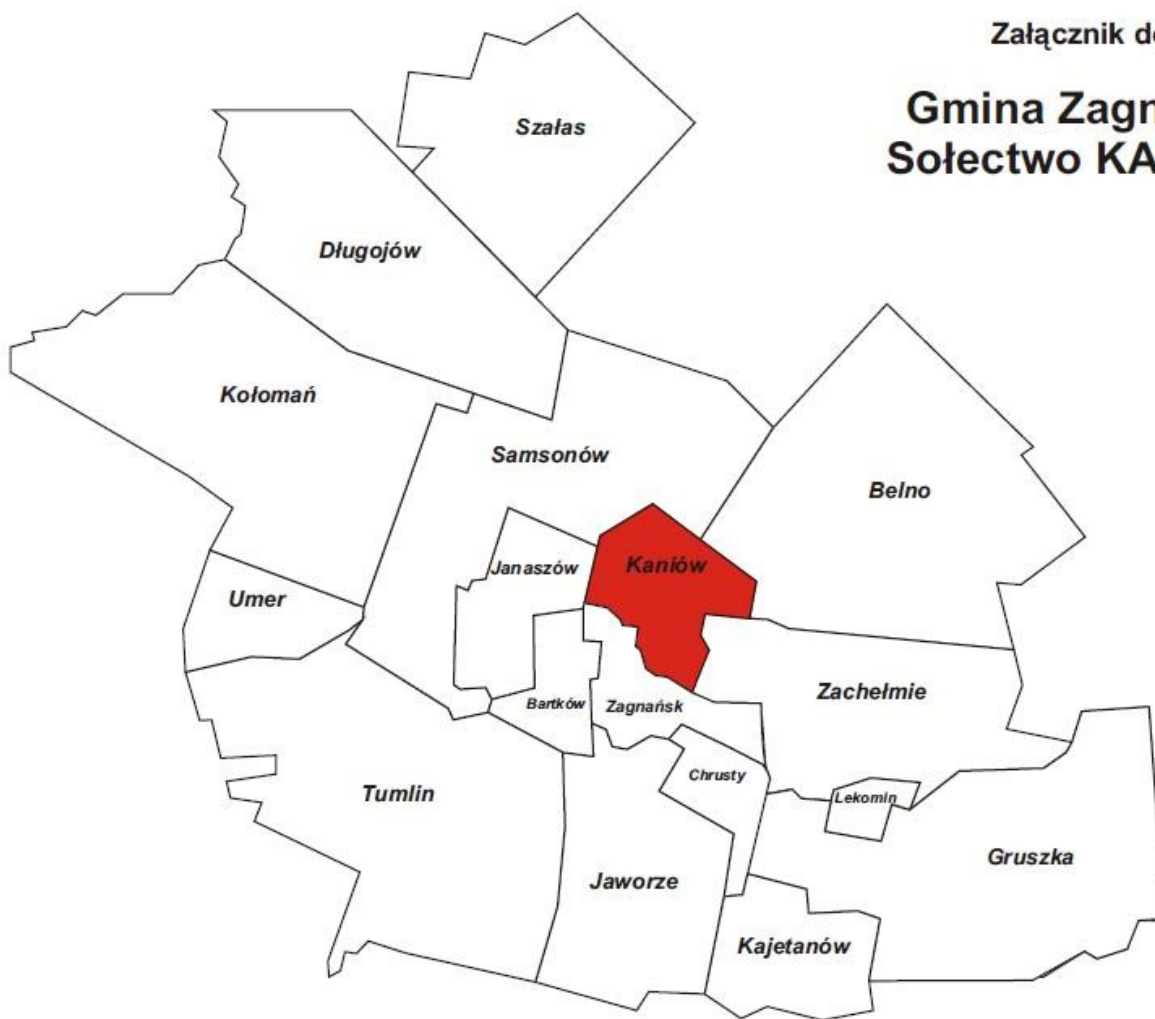 Załącznik d
Gmina Zagn
Sołectwo KA
Szałas
Długojów
Kołomań
Samsonów
Belno
Janaszów
Kaniów
Umer
Zachełmie
Bartków
Zagnańsk
Chrusty
Tumlin
Lekomin
Gruszka
Jaworze
Kajetanów